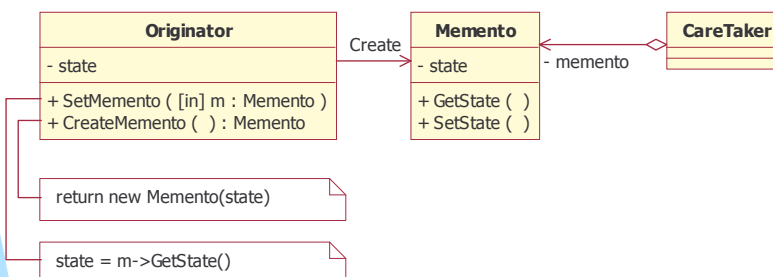 Originator
- state
+ SetMemento ( [in] m : Memento )
+ CreateMemento ( ) : Memento
Create
Memento
- state
+ GetState ( )
+ SetState ( )
- memento
CareTaker
return new Memento(state)
state = m->GetState()